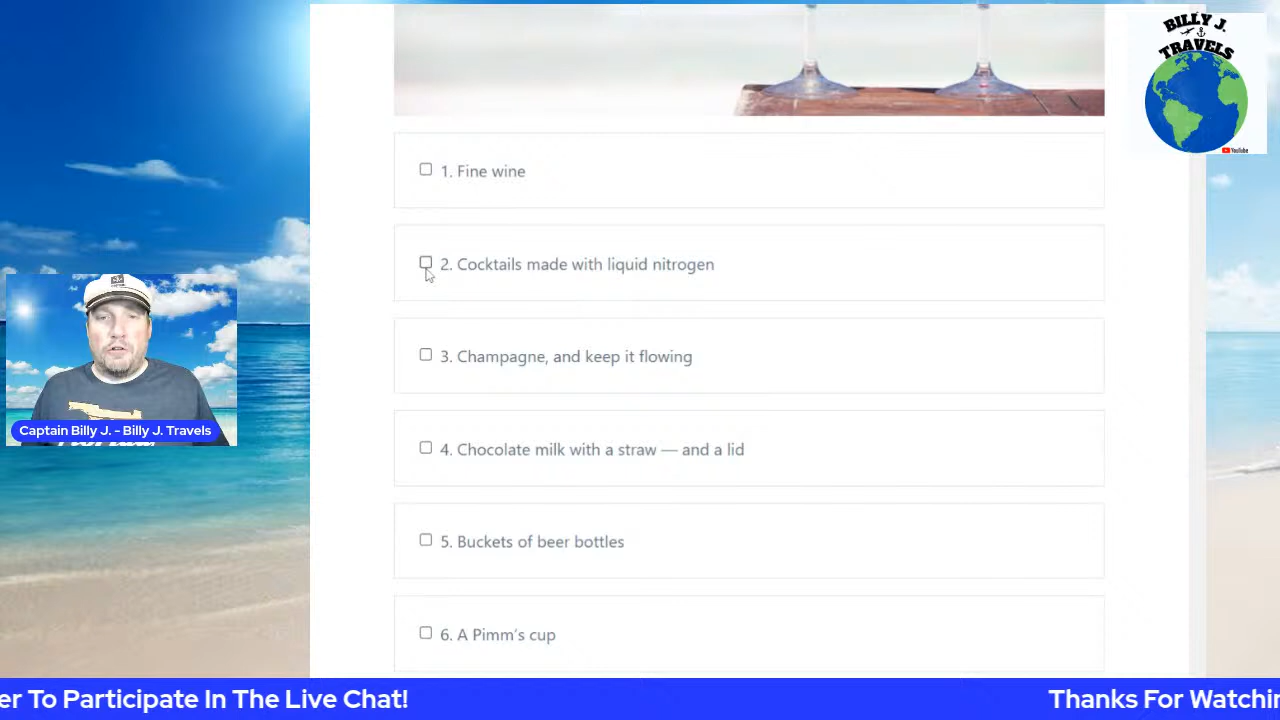 BILLY J.
TRAVELS
YouTube
1. Fine wine
2. Cocktails made with liquid nitrogen
3. Champagne, and keep it flowing
4. Chocolate milk with a straw — and a lid
5. Buckets of beer bottles
6. A Pimm's cup
Captain Billy J. - Billy J. Travels
er To Participate In The Live Chat!
Thanks For Watchin